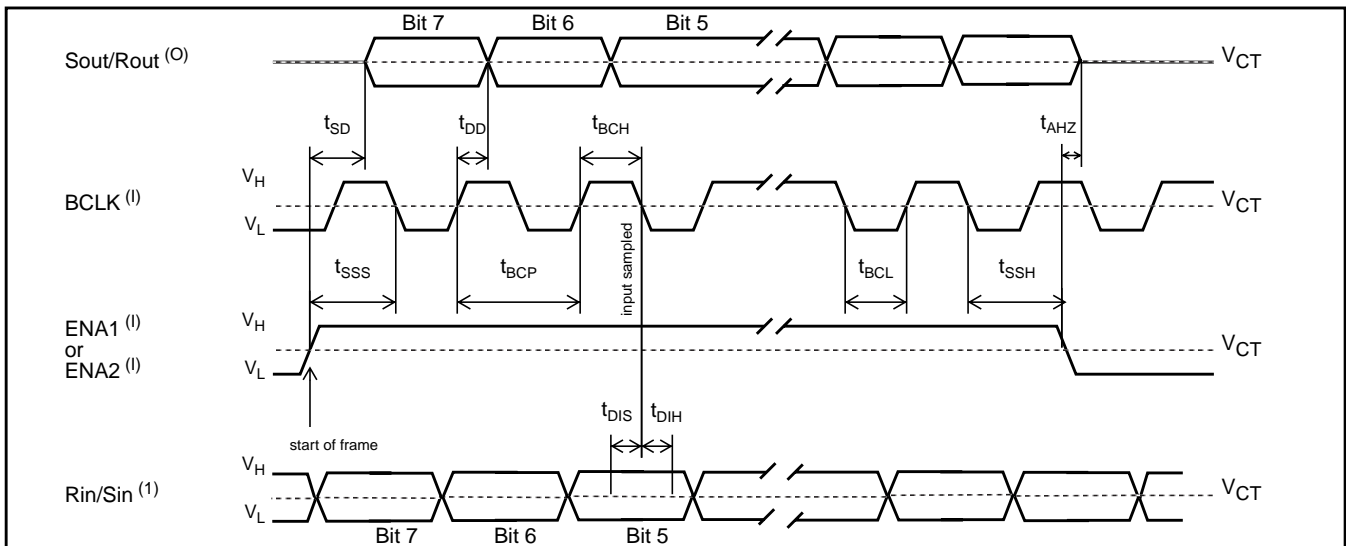 Bit 7 Bit 6 Bit 5
Sout/Rout (O) VCT
tSD tDD tBCH tAHZ
VH
BCLK (I) VCT
VL
tSSS tBCP input sampled tBCL tSSH
ENA1 (I) VH
or VCT
ENA2 (I) VL
tDIS tDIH
start of frame
VH
Rin/Sin (1) VCT
VL
Bit 7 Bit 6 Bit 5